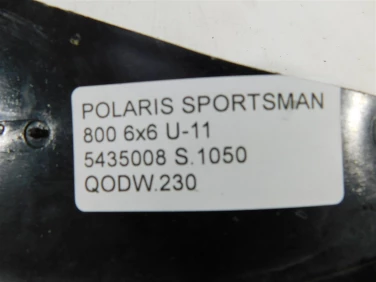 POLARIS SPORTSMAN
800 6x6 U-11
5435008 S.1050
QODW.230